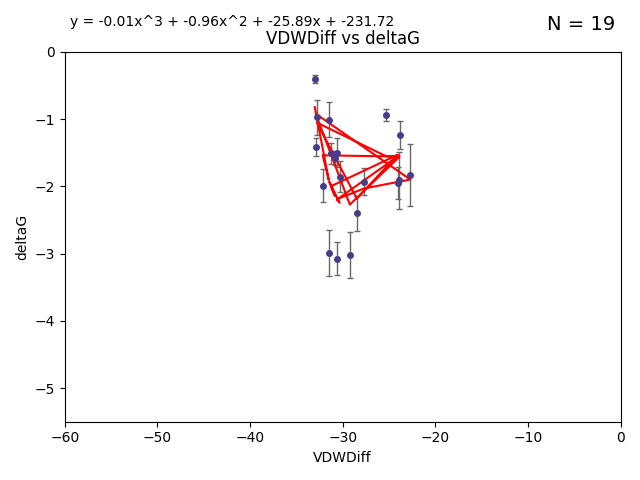 y = -0.01x^3 + -0.96x^2 + -25.89x + -231.72
N = 19
VDWDiff vs deltaG
0
−1
−2
−3
−4
−5
deltaG
−60 −50 −40 −30 −20 −10 0
VDWDiff